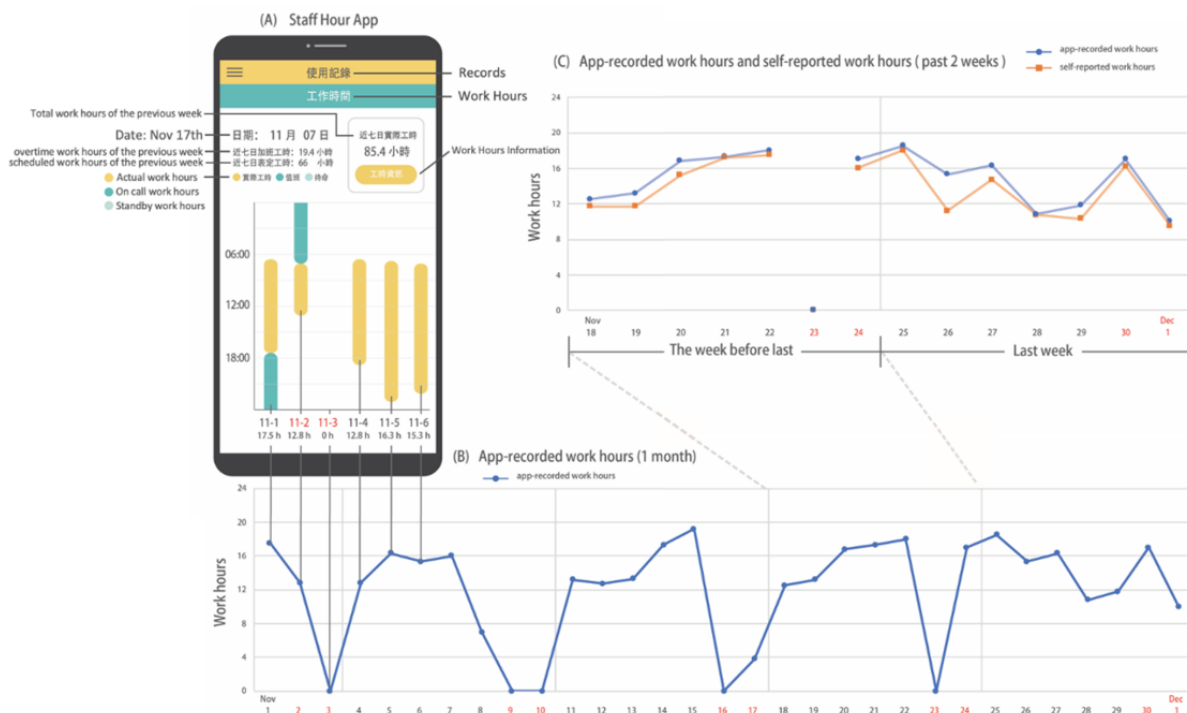 (A) Staff Hour App
使用記錄
Records
工作時間
Work Hours
Total work hours of the previous week
Date: Nov 17th
日期： 11 月 07 日
近七日實際工時
overtime work hours of the previous week
近七日加班工時：19.4 小時
85.4 小時
scheduled work hours of the previous week
近七日表定工時：66 小時
Work Hours Information
工時資訊
Actual work hours
實際工時
值班
待命
On call work hours
Standby work hours
06:00
12:00
18:00
11-1 11-2 11-3 11-4 11-5 11-6
17.5 h 12.8 h 0 h 12.8 h 16.3 h 15.3 h
(C) App-recorded work hours and self-reported work hours ( past 2 weeks )
app-recorded work hours
self-reported work hours
Work hours
24
20
16
12
8
4
0
Nov Dec
18 19 20 21 22 23 24 25 26 27 28 29 30 1
The week before last
Last week
(B) App-recorded work hours (1 month)
app-recorded work hours
Work hours
24
20
16
12
8
4
0
Nov Dec
1 2 3 4 5 6 7 8 9 10 11 12 13 14 15 16 17 18 19 20 21 22 23 24 25 26 27 28 29 30 1